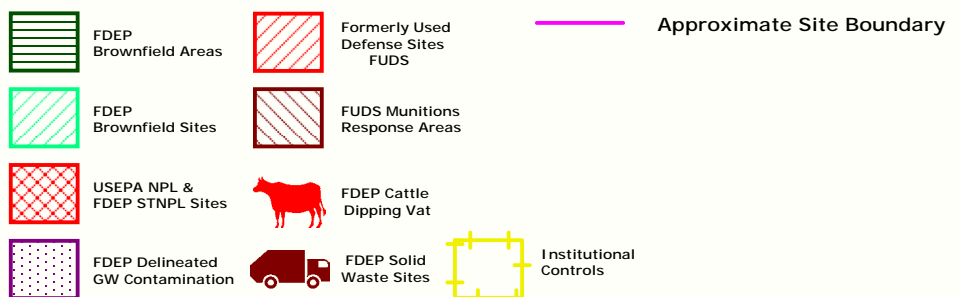 FDEP
Brownfield Areas
Formerly Used
Defense Sites
FUDS
Approximate Site Boundary
FDEP
Brownfield Sites
FUDS Munitions
Response Areas
USEPA NPL &
FDEP STNPL Sites
FDEP Cattle
Dipping Vat
FDEP Delineated
GW Contamination
FDEP Solid
Waste Sites
Institutional
Controls